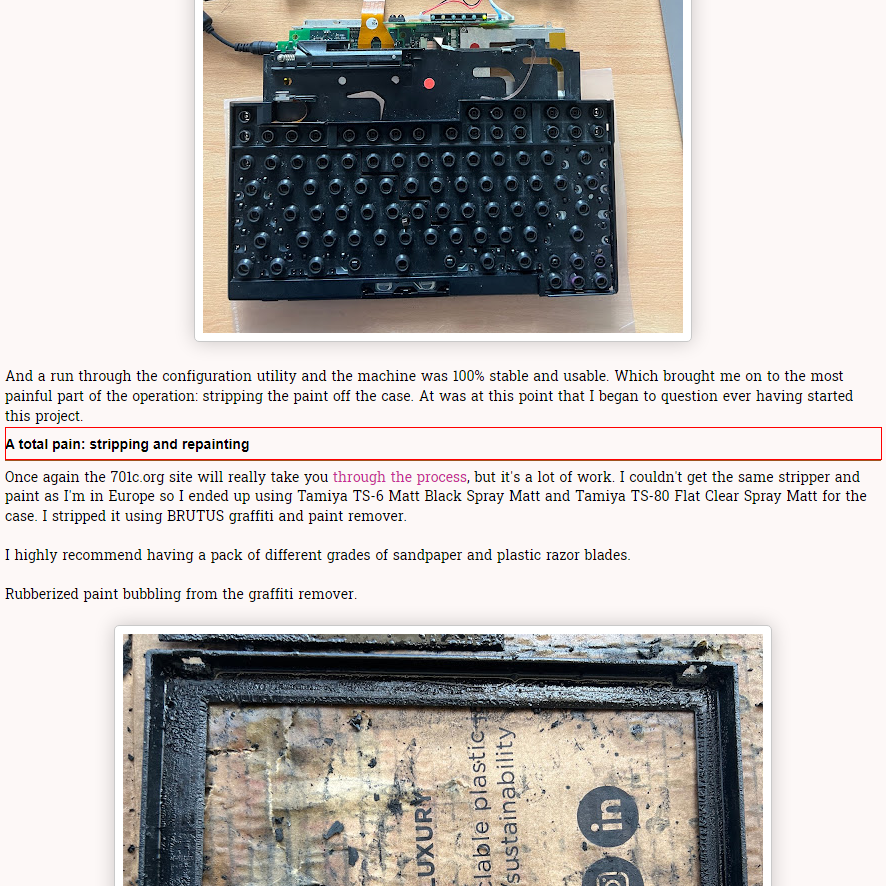 And a run through the configuration utility and the machine was 100% stable and usable. Which brought me on to the most
painful part of the operation: stripping the paint off the case. At was at this point that I began to question ever having started
this project.
A total pain: stripping and repainting
Once again the 701c.org site will really take you through the process, but it's a lot of work. I couldn't get the same stripper and
paint as I'm in Europe so I ended up using Tamiya TS-6 Matt Black Spray Matt and Tamiya TS-80 Flat Clear Spray Matt for the
case. I stripped it using BRUTUS graffiti and paint remover.
I highly recommend having a pack of different grades of sandpaper and plastic razor blades.
Rubberized paint bubbling from the graffiti remover.
LUXURY
clable plastic
/sustainability
in